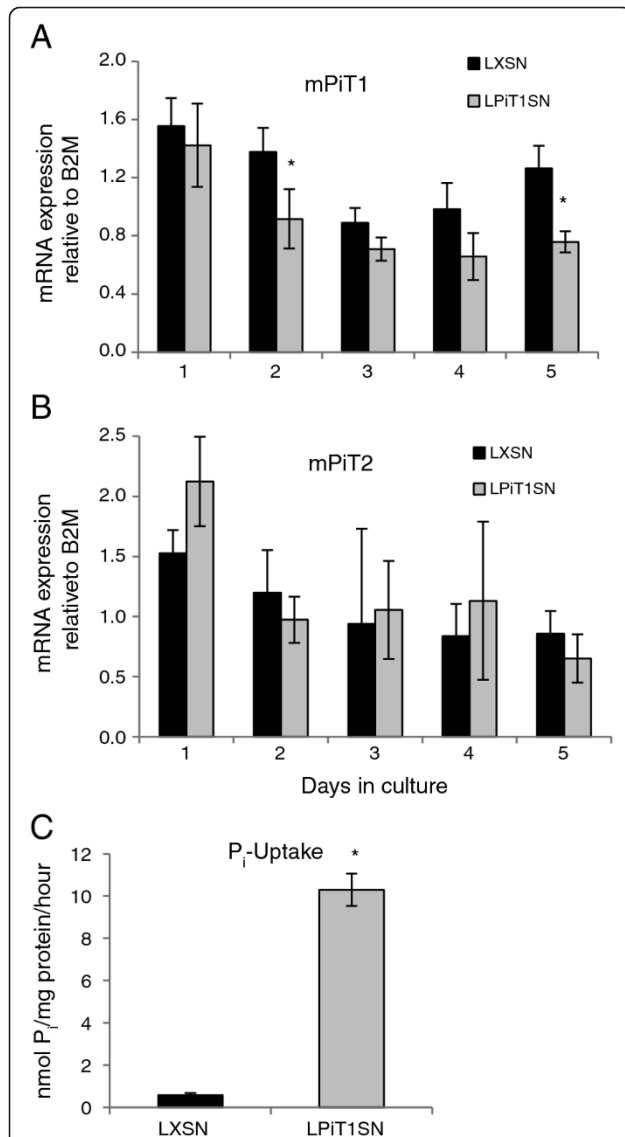 A
mPiT1
LXSN
LPiT1SN
mRNA expression
relative to B2M
2.0
1.6
1.2
0.8
0.4
0.0
*
*
1 2 3 4 5
B
mPiT2
LXSN
LPiT1SN
mRNA expression
relativeto B2M
2.5
2.0
1.5
1.0
0.5
0.0
1 2 3 4 5
Days in culture
C
Pi-Uptake
*
nmol Pi/mg protein/hour
12
10
8
6
4
2
0
LXSN LPiT1SN